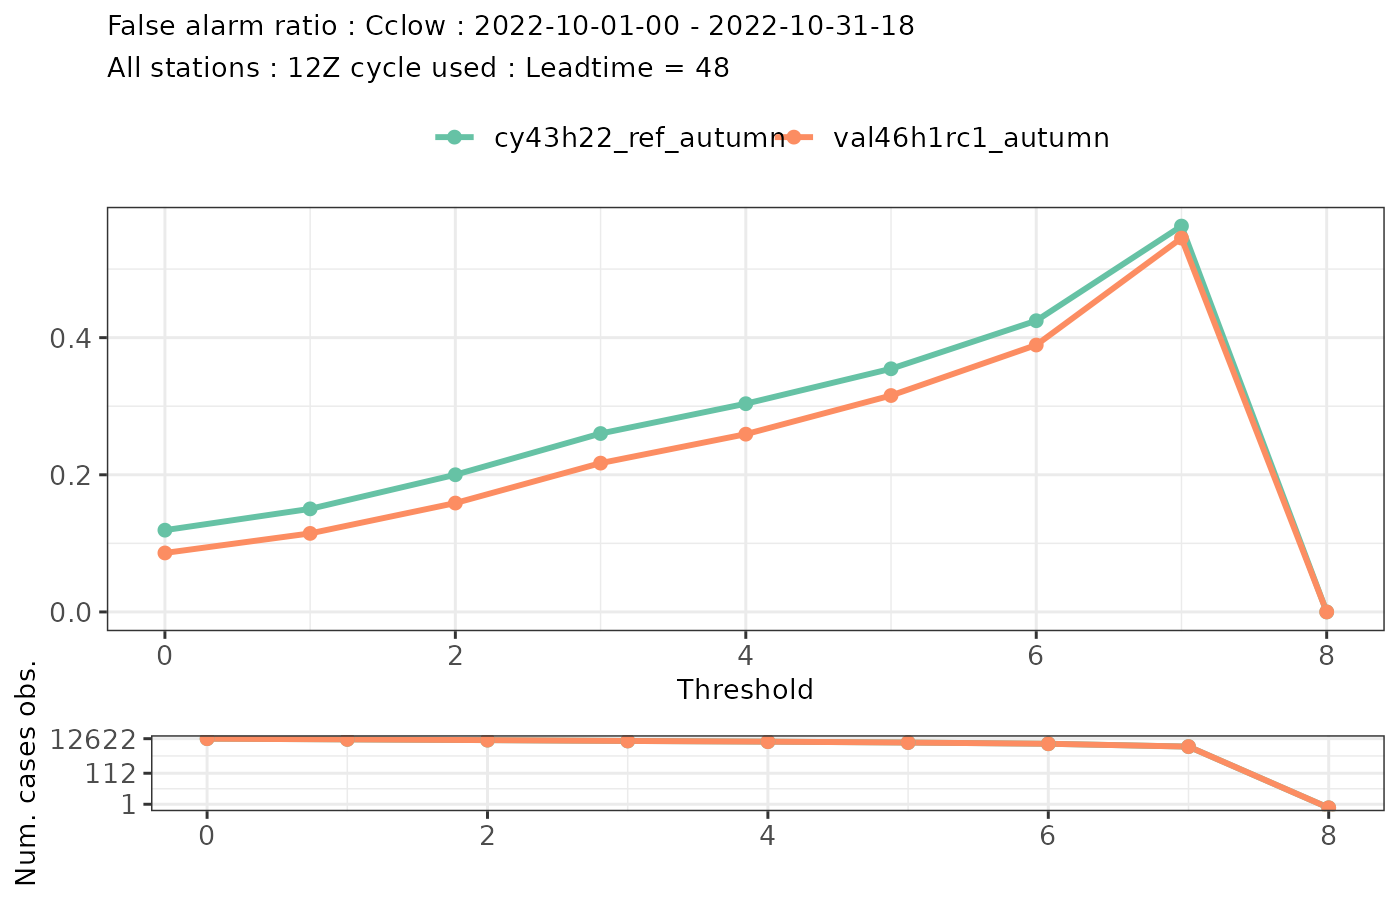 False alarm ratio : Cclow : 2022-10-01-00 - 2022-10-31-18
All stations : 12Z cycle used : Leadtime = 48
cy43h22_ref_autumn val46h1rc1_autumn
0.4
0.2
0.0
0 2 4 6 8
Threshold
Num. cases obs.
12622
112
1
0 2 4 6 8